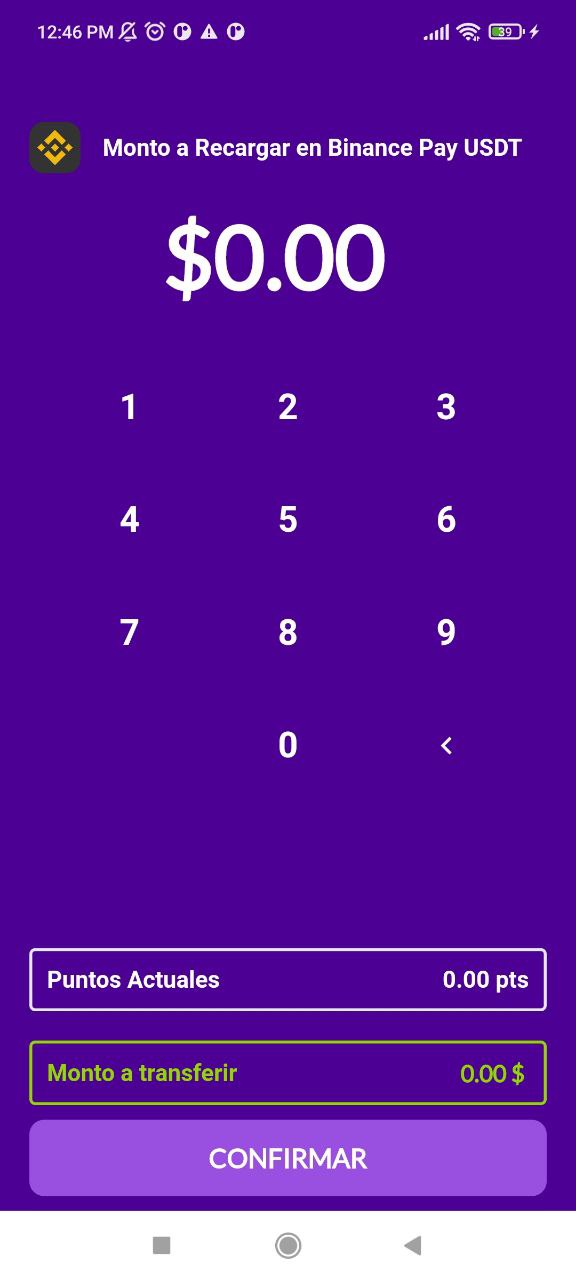 12:46 PM
39
Monto a Recargar en Binance Pay USDT
$0.00
1 2 3
4 5 6
7 8 9
0 <
Puntos Actuales 0.00 pts
Monto a transferir 0.00 $
CONFIRMAR